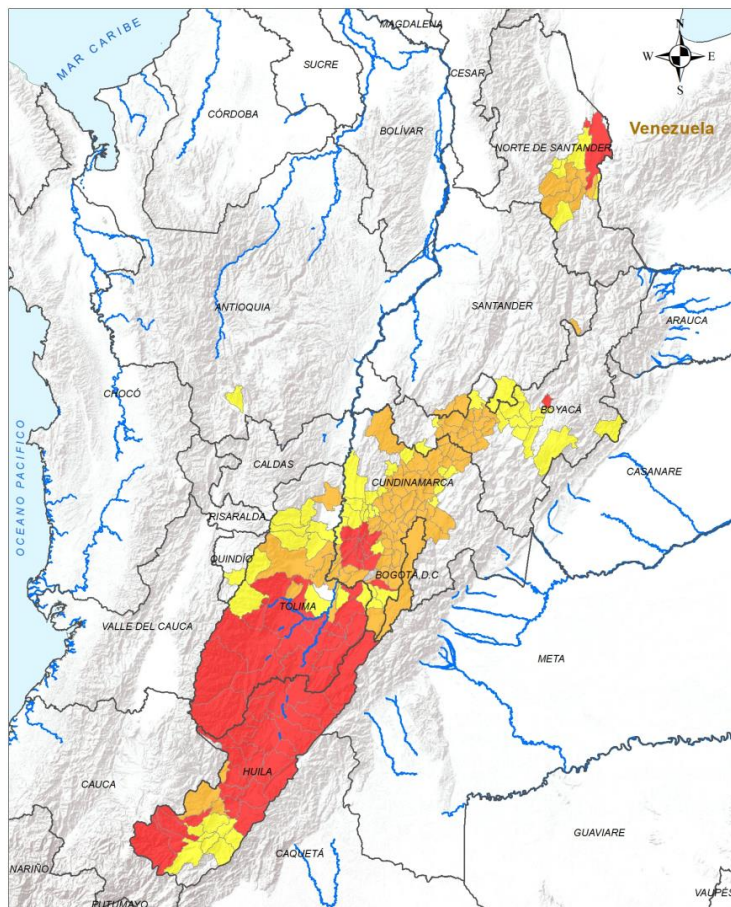 MAGDALENA
N
MAR CARIBE
SUCRE
CESAR
W
E
S
CÓRDOBA
BOLÍVAR
Venezuela
NORTE DE SANTANDER
ANTIOQUIA
SANTANDER
ARAUCA
CHOCÓ
BOYACÁ
OCEANO PACIFICO
CALDAS
CUNDINAMARCA
CASANARE
RISARALDA
QUINDÍO
BOGOTÁ, D.C
TOLIMA
VALLE DEL CAUCA
META
HUILA
CAUCA
GUAVIARE
NARIÑO
CAQUETÁ
PUTUMAYO
VAUPÉS